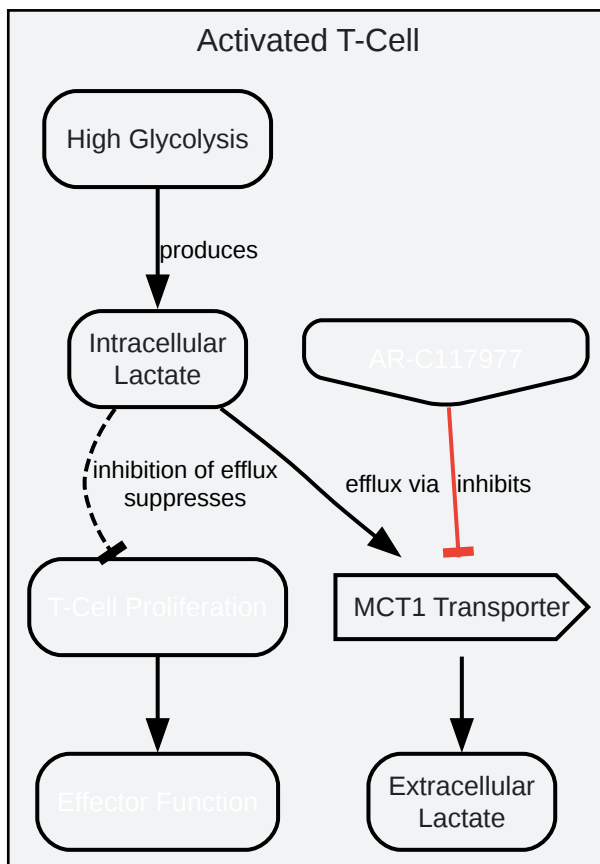 Activated T-Cell
High Glycolysis
produces
Intracellular
Lactate
AR-C117977
inhibition of efflux
suppresses
efflux via
inhibits
T-Cell Proliferation
MCT1 Transporter
Effector Function
Extracellular
Lactate